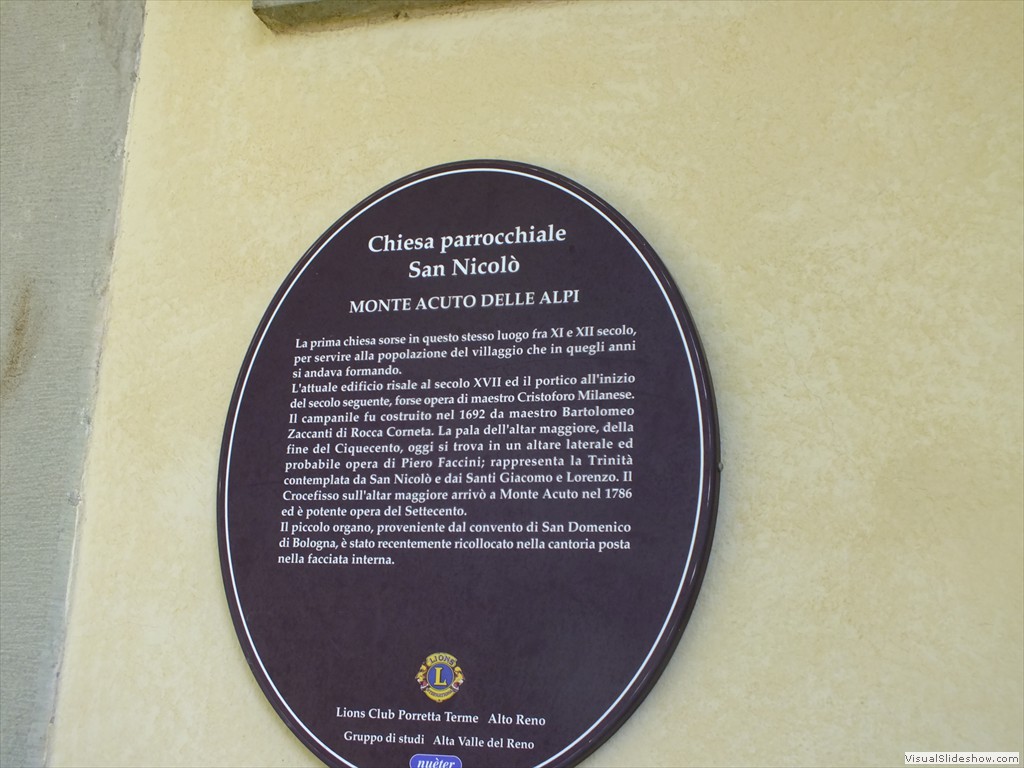 Chiesa parrocchiale
San Nicolò
MONTE ACUTO DELLE ALPI
La prima chiesa sorse in questo stesso luogo fra XI e XII secolo,
per servire alla popolazione del villaggio che in quegli anni
si andava formando.
L'attuale edificio risale al secolo XVII ed il portico all'inizio
del secolo seguente, forse opera di maestro Cristoforo Milanese.
Il campanile fu costruito nel 1692 da maestro Bartolomeo
Zaccanti di Rocca Corneta. La pala dell'altar maggiore, della
fine del Ciquecento, oggi si trova in un altare laterale ed
probabile opera di Piero Faccini; rappresenta la Trinità
contemplata da San Nicolò e dai Santi Giacomo e Lorenzo. Il
Crocefisso sull'altar maggiore arrivò a Monte Acuto nel 1786
ed è potente opera del Settecento.
Il piccolo organo, proveniente dal convento di San Domenico
di Bologna, è stato recentemente ricollocato nella cantoria posta
nella facciata interna.
LIONS
L
INTERNATIONAL
Lions Club Porretta Terme Alto Reno
Gruppo di studi Alta Valle del Reno
nuèter
VisualSlideshow.com